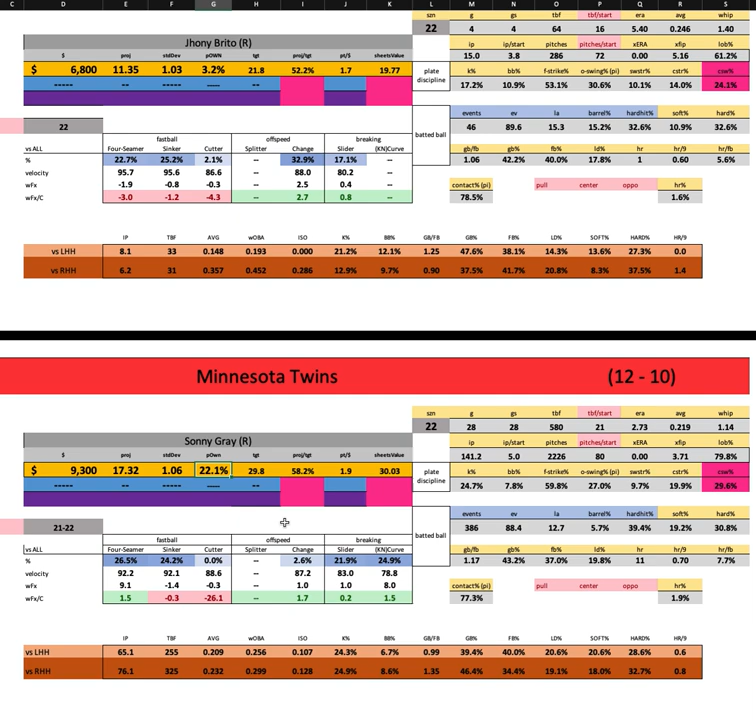 C D E F G H I J K L M N O P Q R S
szn g gs tbf tbf/start era avg whip
22 4 4 64 16 5.40 0.246 1.40
Jhony Brito (R) ip ip/start pitches pitches/start xERA xfip lob%
$ proj stdDev pOWN tgt proj/tgt pt/$ sheetsValue 15.0 3.8 286 72 0.00 5.16 61.2%
$ 6,800 11.35 1.03 3.2% 21.8 52.2% 1.7 19.77 plate discipline k% bb% f-strike% o-swing% (pi) swstr% cstr% csw%
----- -- ----- — -- 17.2% 10.9% 53.1% 30.6% 10.1% 14.0% 24.1%
batted ball events ev la barrel% hardhit% soft% hard%
22 46 89.6 15.3 15.2% 32.6% 10.9% 32.6%
fastball offspeed breaking
vs ALL Four-Seamer Sinker Cutter Splitter Change Slider (KN)Curve gb/fb gb% fb% ld% hr hr/9 hr/fb
% 22.7% 25.2% 2.1% -- 32.9% 17.1% -- 1.06 42.2% 40.0% 17.8% 1 0.60 5.6%
velocity 95.7 95.6 86.6 -- 88.0 80.2 --
wFx -1.9 -0.8 -0.3 -- 2.5 0.4 -- contact% (pi) pull center oppo hr%
wFx/C -3.0 -1.2 -4.3 -- 2.7 0.8 -- 78.5% 1.6%
IP TBF AVG wOBA ISO K% BB% GB/FB GB% FB% LD% SOFT% HARD% HR/9
vs LHH 8.1 33 0.148 0.193 0.000 21.2% 12.1% 1.25 47.6% 38.1% 14.3% 13.6% 27.3% 0.0
vs RHH 6.2 31 0.357 0.452 0.286 12.9% 9.7% 0.90 37.5% 41.7% 20.8% 8.3% 37.5% 1.4
Minnesota Twins (12 - 10)
szn g gs tbf tbf/start era avg whip
22 28 28 580 21 2.73 0.219 1.14
Sonny Gray (R) ip ip/start pitches pitches/start xERA xfip lob%
$ proj stdDev pOwn tgt proj/tgt pt/$ sheetsValue 141.2 5.0 2226 80 0.00 3.71 79.8%
$ 9,300 17.32 1.06 22.1% 29.8 58.2% 1.9 30.03 plate discipline k% bb% f-strike% o-swing% (pi) swstr% cstr% csw%
----- -- ----- — -- 24.7% 7.8% 59.8% 27.0% 9.7% 19.9% 29.6%
batted ball events ev la barrel% hardhit% soft% hard%
21-22 386 88.4 12.7 5.7% 39.4% 19.2% 30.8%
fastball offspeed breaking
vs ALL Four-Seamer Sinker Cutter Splitter Change Slider (KN)Curve gb/fb gb% fb% ld% hr hr/9 hr/fb
% 26.5% 24.2% 0.0% -- 2.6% 21.9% 24.9% 1.17 43.2% 37.0% 19.8% 11 0.70 7.7%
velocity 92.2 92.1 88.6 -- 87.2 83.0 78.8
wFx 9.1 -1.4 -0.3 -- 1.0 1.0 8.0 contact% (pi) pull center oppo hr%
wFx/C 1.5 -0.3 -26.1 -- 1.7 0.2 1.5 77.3% 1.9%
IP TBF AVG wOBA ISO K% BB% GB/FB GB% FB% LD% SOFT% HARD% HR/9
vs LHH 65.1 255 0.209 0.256 0.107 24.3% 6.7% 0.99 39.4% 40.0% 20.6% 20.6% 28.6% 0.6
vs RHH 76.1 325 0.232 0.299 0.128 24.9% 8.6% 1.35 46.4% 34.4% 19.1% 18.0% 32.7% 0.8